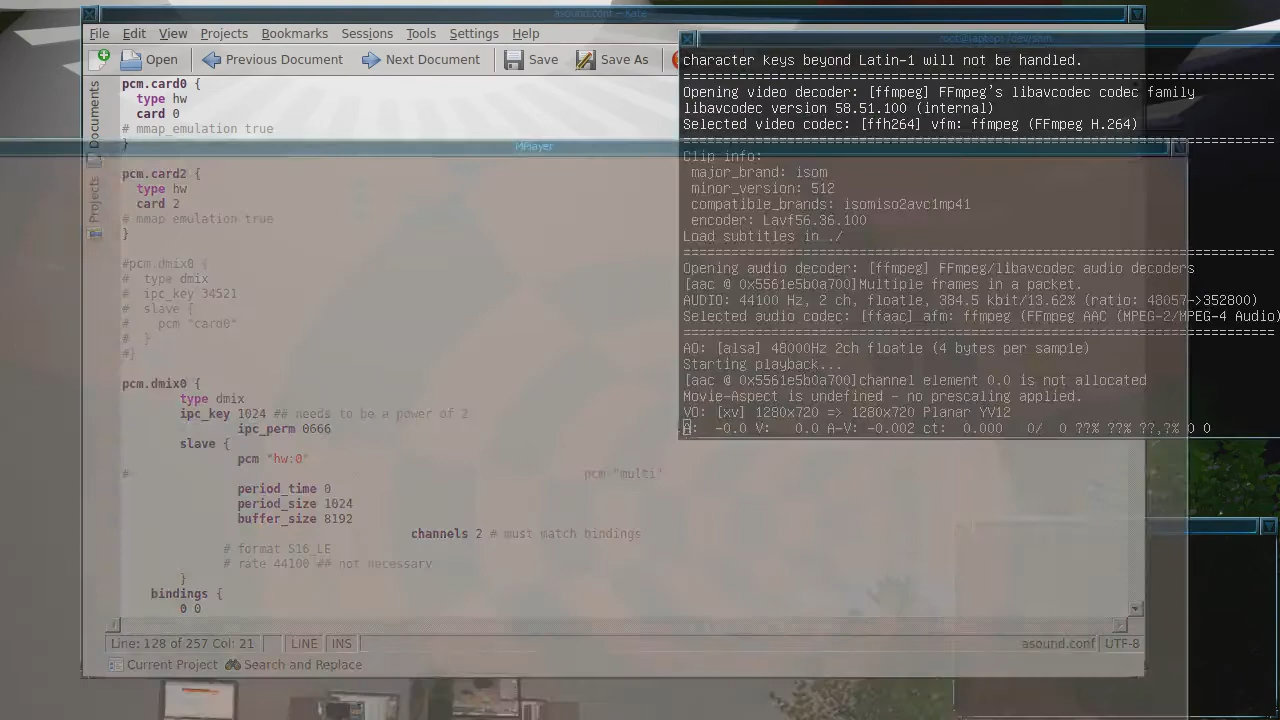 asound.conf – Kate
File Edit View Projects Bookmarks Sessions Tools Settings Help
Open Previous Document Next Document Save Save As
Documents
Projects
pcm.card0 {
type hw
card 0
# mmap_emulation true
}
pcm.card2 {
type hw
card 2
# mmap_emulation true
}
#pcm.dmix0 {
# type dmix
# ipc_key 34521
# slave {
# pcm "card0"
# }
#}
pcm.dmix0 {
type dmix
ipc_key 1024 ## needs to be a power of 2
ipc_perm 0666
slave {
pcm "hw:0"
# pcm "multi"
period_time 0
period_size 1024
buffer_size 8192
channels 2 # must match bindings
# format S16_LE
# rate 44100 ## not necessary
}
bindings {
0 0
Line: 128 of 257 Col: 21 LINE INS asound.conf UTF-8
Current Project Search and Replace
MPlayer
root@laptop: /dev/shm
character keys beyond Latin-1 will not be handled.
==========================================================================
Opening video decoder: [ffmpeg] FFmpeg's libavcodec codec family
libavcodec version 58.51.100 (internal)
Selected video codec: [ffh264] vfm: ffmpeg (FFmpeg H.264)
==========================================================================
Clip info:
major_brand: isom
minor_version: 512
compatible_brands: isomiso2avc1mp41
encoder: Lavf56.36.100
Load subtitles in ./
==========================================================================
Opening audio decoder: [ffmpeg] FFmpeg/libavcodec audio decoders
[aac @ 0x5561e5b0a700]Multiple frames in a packet.
AUDIO: 44100 Hz, 2 ch, floatle, 384.5 kbit/13.62% (ratio: 48057->352800)
Selected audio codec: [ffaac] afm: ffmpeg (FFmpeg AAC (MPEG-2/MPEG-4 Audio)
==========================================================================
AO: [alsa] 48000Hz 2ch floatle (4 bytes per sample)
Starting playback...
[aac @ 0x5561e5b0a700]channel element 0.0 is not allocated
Movie-Aspect is undefined - no prescaling applied.
VO: [xv] 1280x720 => 1280x720 Planar YV12
A: -0.0 V: 0.0 A-V: -0.002 ct: 0.000 0/ 0 ??% ??% ??,?% 0 0